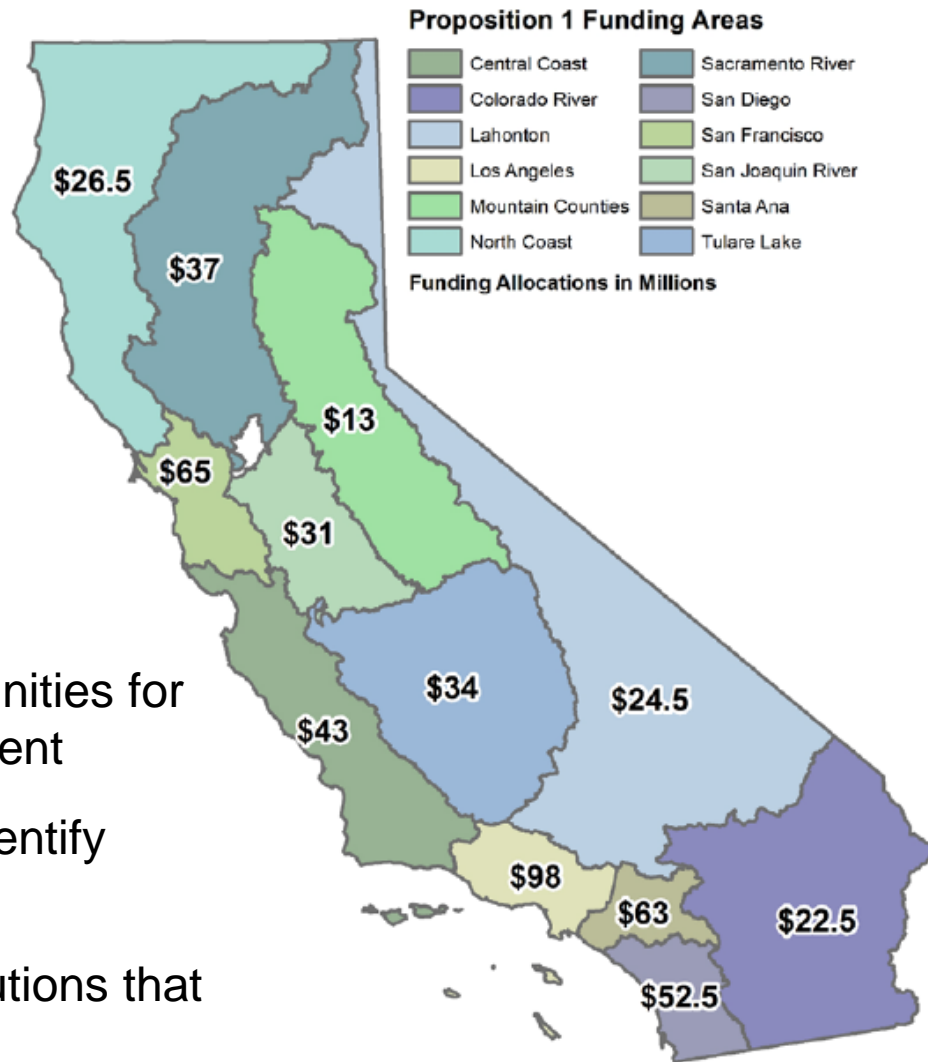 Proposition 1 Funding Areas
Central Coast
Sacramento River
Colorado River
San Diego
Lahonton
San Francisco
Los Angeles
San Joaquin River
Mountain Counties
Santa Ana
North Coast
Tulare Lake
Funding Allocations in Millions
$26.5
$37
$13
$65
$31
$34
$24.5
$43
$98
$63
$22.5
$52.5
nities for
ent
entify
utions that